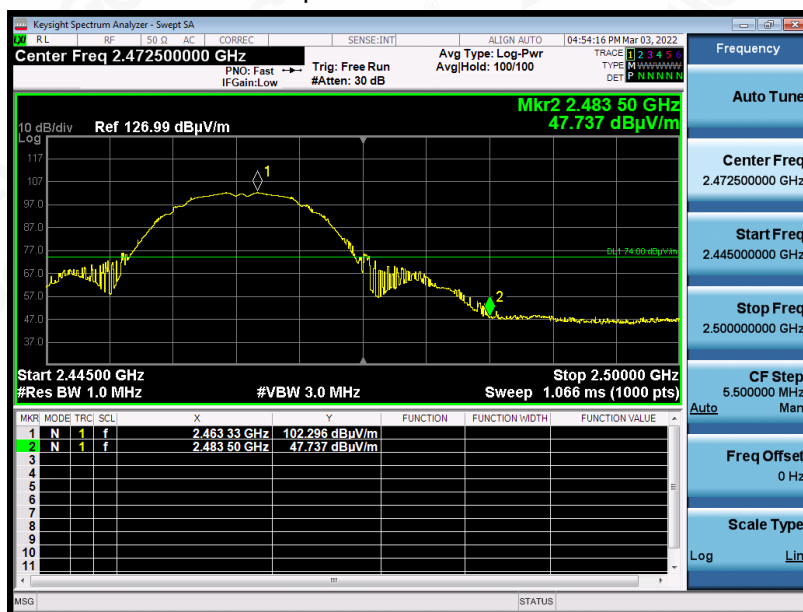 Keysight Spectrum Analyzer - Swept SA
LXI RL RF 50 Ω AC CORREC SENSE:INT ALIGN AUTO 04:54:16 PM Mar 03, 2022
Center Freq 2.472500000 GHz
PNO: Fast
IFGain:Low
Trig: Free Run
#Atten: 30 dB
Avg Type: Log-Pwr
Avg|Hold: 100/100
TRACE 1 2 3 4 5 6
TYPE M WWWWW
DET P N N N N N
Mkr2 2.483 50 GHz
47.737 dBµV/m
10 dB/div Ref 126.99 dBµV/m
Log
117
107
97.0
87.0
77.0
67.0
57.0
47.0
37.0
1
DL1 74.00 dBµV/m
2
Start 2.44500 GHz Stop 2.50000 GHz
#Res BW 1.0 MHz #VBW 3.0 MHz Sweep 1.066 ms (1000 pts)
MKR MODE TRC SCL X Y FUNCTION FUNCTION WIDTH FUNCTION VALUE
1 N 1 f 2.463 33 GHz 102.296 dBµV/m
2 N 1 f 2.483 50 GHz 47.737 dBµV/m
3
4
5
6
7
8
9
10
11
MSG STATUS
Frequency
Auto Tune
Center Freq
2.472500000 GHz
Start Freq
2.445000000 GHz
Stop Freq
2.500000000 GHz
CF Step
5.500000 MHz
Auto Man
Freq Offset
0 Hz
Scale Type
Log Lin